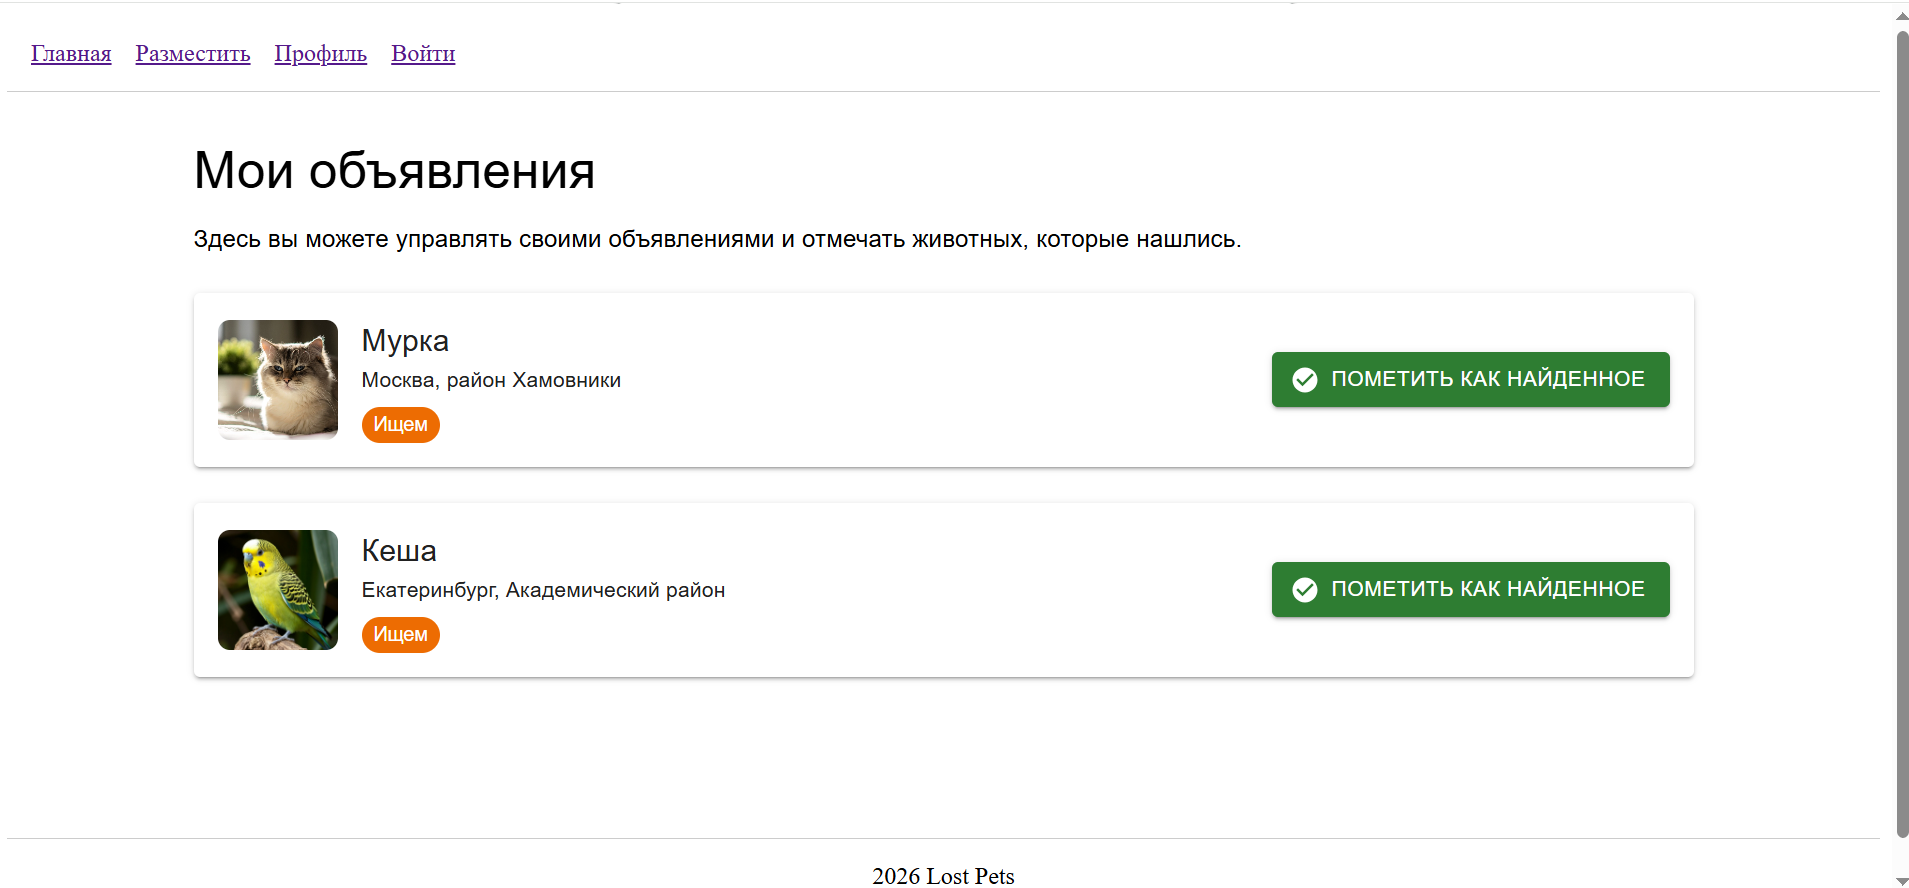 Главная Разместить Профиль Войти
Мои объявления
Здесь вы можете управлять своими объявлениями и отмечать животных, которые нашлись.
Мурка
Москва, район Хамовники
Ищем
ПОМЕТИТЬ КАК НАЙДЕННОЕ
Кеша
Екатеринбург, Академический район
Ищем
ПОМЕТИТЬ КАК НАЙДЕННОЕ
2026 Lost Pets